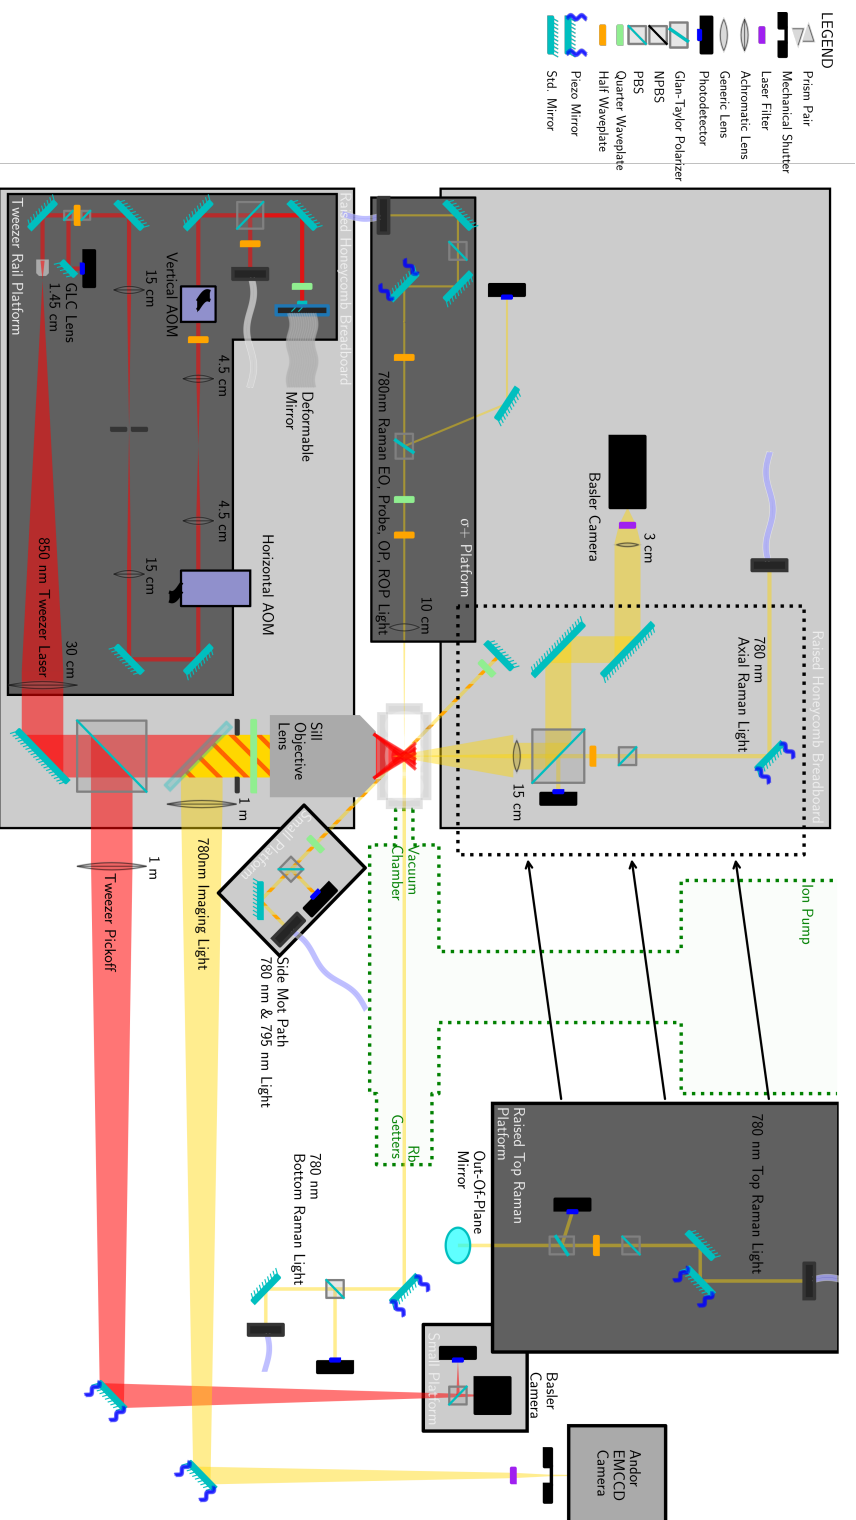 LEGEND
Prism Pair
Mechanical Shutter
Laser Filter
Achromatic Lens
Generic Lens
Photodetector
Glan-Taylor Polarizer
NPBS
PBS
Quarter Waveplate
Half Waveplate
Piezo Mirror
Std. Mirror
Raised Honeycomb Breadboard
780 nm
Axial Raman Light
3 cm
Basler Camera
15 cm
σ+ Platform
780nm Raman EO, Probe, OP, ROP Light
10 cm
Raised Honeycomb Breadboard
Deformable
Mirror
Horizontal AOM
4.5 cm
4.5 cm
Vertical AOM
15 cm
15 cm
GLC Lens
1.45 cm
Tweezer Rail Platform
850 nm Tweezer Laser
30 cm
Sill
Objective
Lens
1 m
1 m
780nm Imaging Light
Tweezer Pickoff
Small Platform
Side Mot Path
780 nm & 795 nm Light
Vacuum
Chamber
Ion Pump
Rb
Getters
780 nm Top Raman Light
Raised Top Raman
Platform
Out-Of-Plane
Mirror
780 nm
Bottom Raman Light
Small Platform
Basler
Camera
Andor
EMCCD
Camera